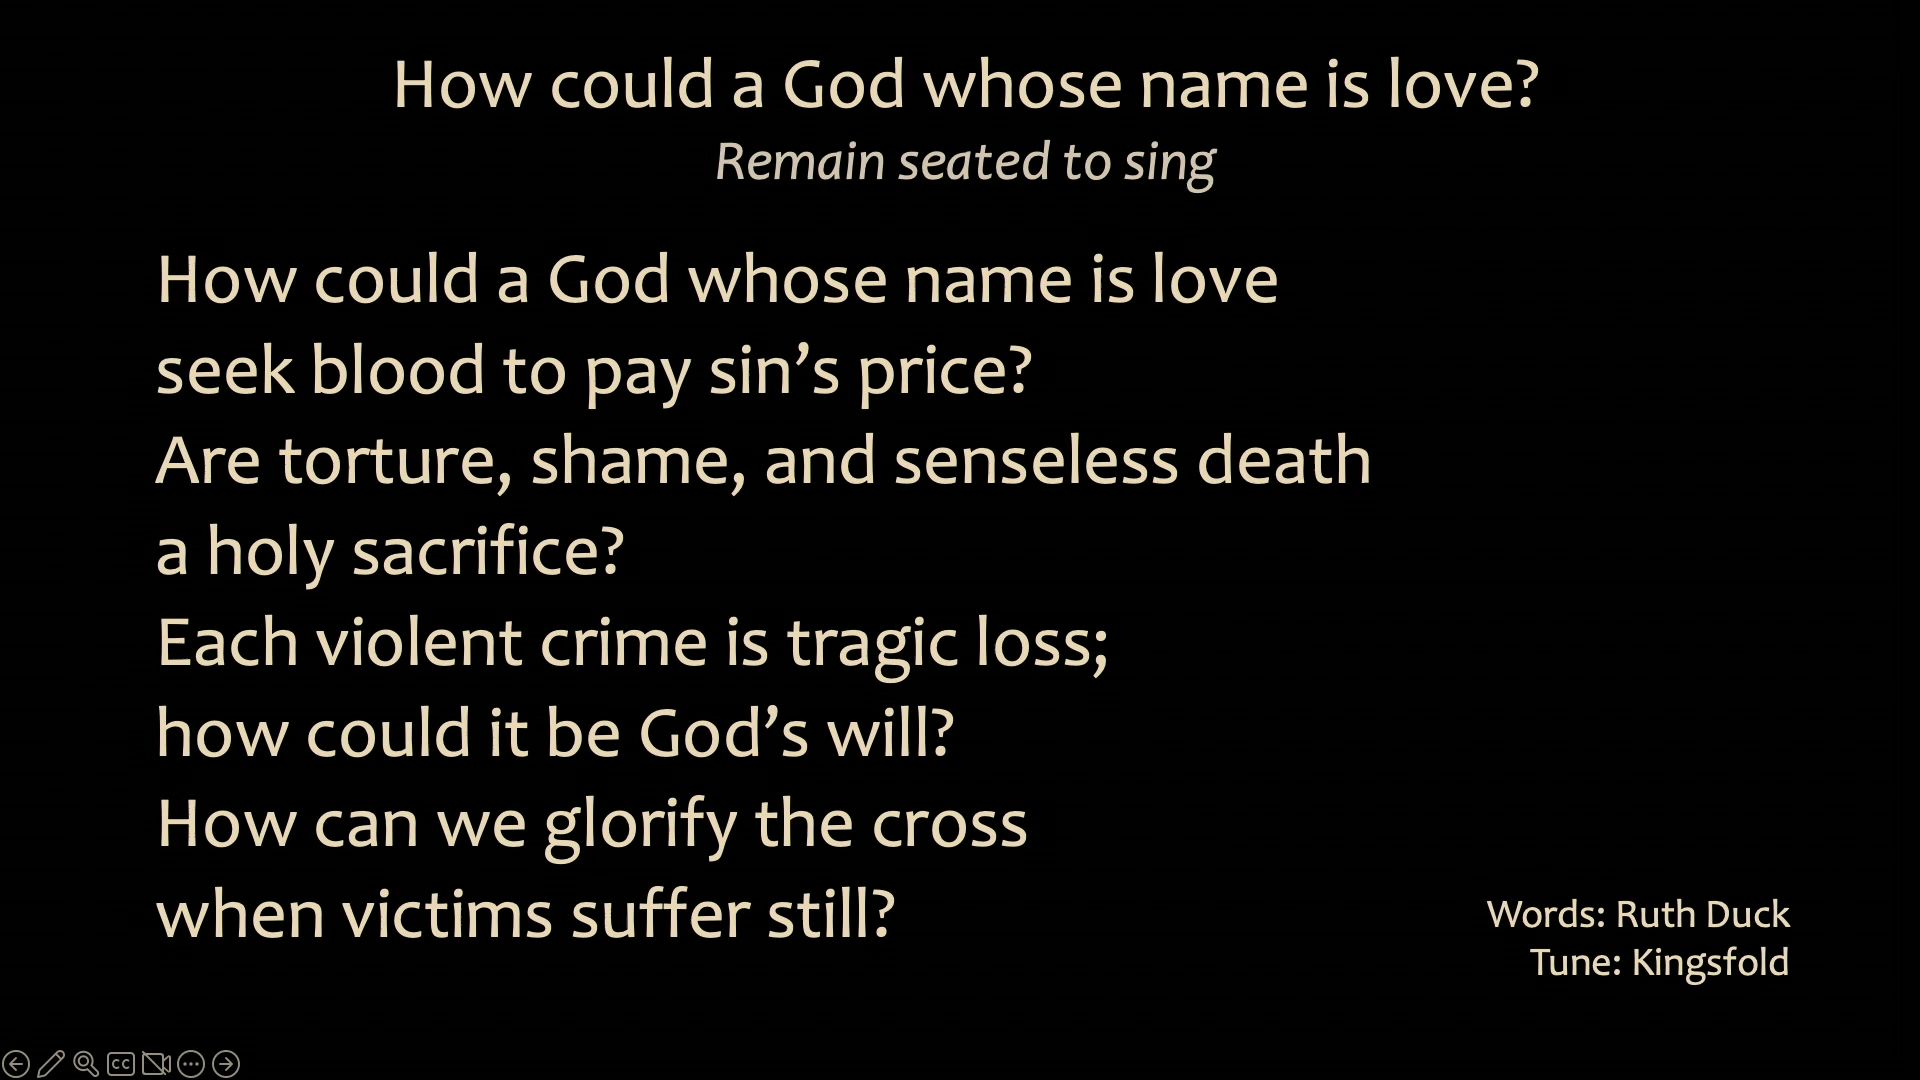 How could a God whose name is love?
Remain seated to sing
How could a God whose name is love
seek blood to pay sin’s price?
Are torture, shame, and senseless death
a holy sacrifice?
Each violent crime is tragic loss;
how could it be God’s will?
How can we glorify the cross
when victims suffer still?
Words: Ruth Duck
Tune: Kingsfold
CC